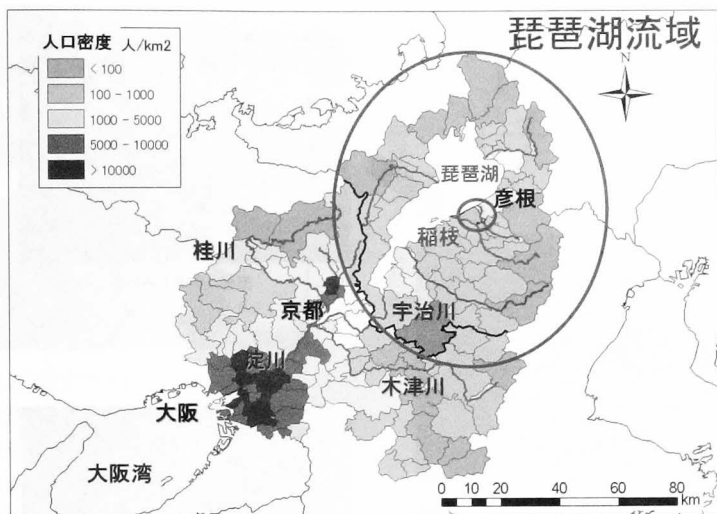 琵琶湖流域
人口密度 人/km2
< 100
100 - 1000
1000 - 5000
5000 - 10000
> 10000
N
琵琶湖
彦根
稲枝
桂川
京都
宇治川
淀川
木津川
大阪
大阪湾
0 10 20 40 60 80
km